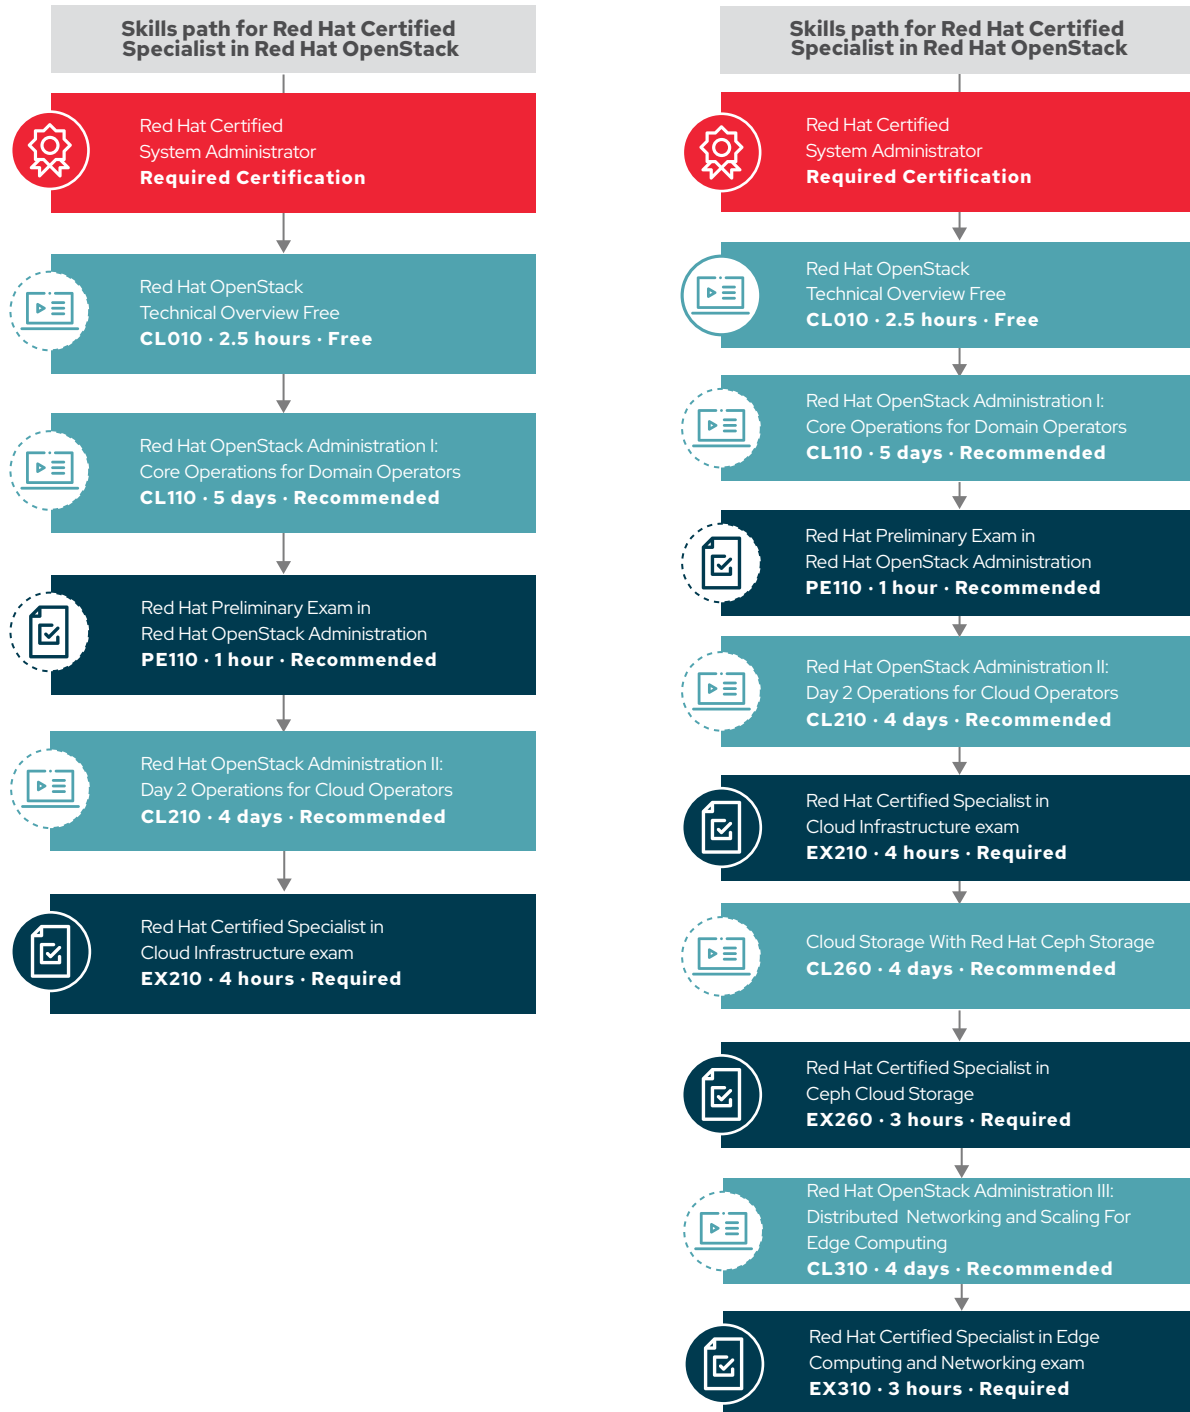 Skills path for Red Hat Certified
Specialist in Red Hat OpenStack
Red Hat Certified
System Administrator
Required Certification
Red Hat OpenStack
Technical Overview Free
CL010 · 2.5 hours · Free
Red Hat OpenStack Administration I:
Core Operations for Domain Operators
CL110 · 5 days · Recommended
Red Hat Preliminary Exam in
Red Hat OpenStack Administration
PE110 · 1 hour · Recommended
Red Hat OpenStack Administration II:
Day 2 Operations for Cloud Operators
CL210 · 4 days · Recommended
Red Hat Certified Specialist in
Cloud Infrastructure exam
EX210 · 4 hours · Required
Skills path for Red Hat Certified
Specialist in Red Hat OpenStack
Red Hat Certified
System Administrator
Required Certification
Red Hat OpenStack
Technical Overview Free
CL010 · 2.5 hours · Free
Red Hat OpenStack Administration I:
Core Operations for Domain Operators
CL110 · 5 days · Recommended
Red Hat Preliminary Exam in
Red Hat OpenStack Administration
PE110 · 1 hour · Recommended
Red Hat OpenStack Administration II:
Day 2 Operations for Cloud Operators
CL210 · 4 days · Recommended
Red Hat Certified Specialist in
Cloud Infrastructure exam
EX210 · 4 hours · Required
Cloud Storage With Red Hat Ceph Storage
CL260 · 4 days · Recommended
Red Hat Certified Specialist in
Ceph Cloud Storage
EX260 · 3 hours · Required
Red Hat OpenStack Administration III:
Distributed  Networking and Scaling For
Edge Computing
CL310 · 4 days · Recommended
Red Hat Certified Specialist in Edge
Computing and Networking exam
EX310 · 3 hours · Required